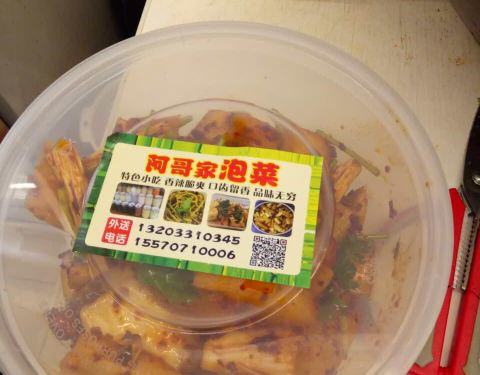 阿哥家泡菜
特色小吃 香辣脆爽 口齿留香 品味无穷
外送
电话
13203310345
15570710006